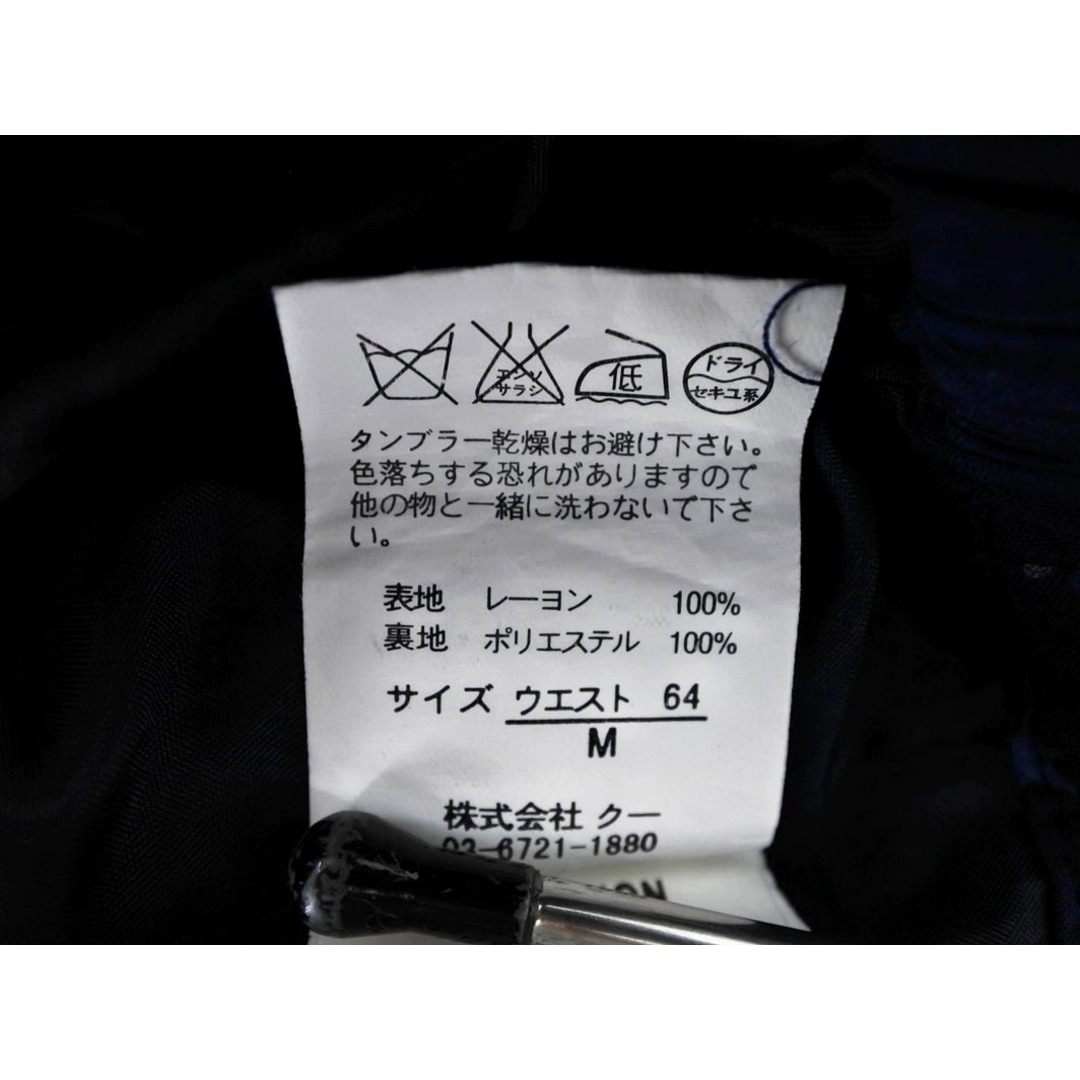 エンソ
サラシ
低
ドライ
セキユ系
タンブラー乾燥はお避け下さい。
色落ちする恐れがありますので
他の物と一緒に洗わないで下さ
い。
表地 レーヨン 100%
裏地 ポリエステル 100%
サイズ ウエスト 64
M
株式会社 クー
03-6721-1880